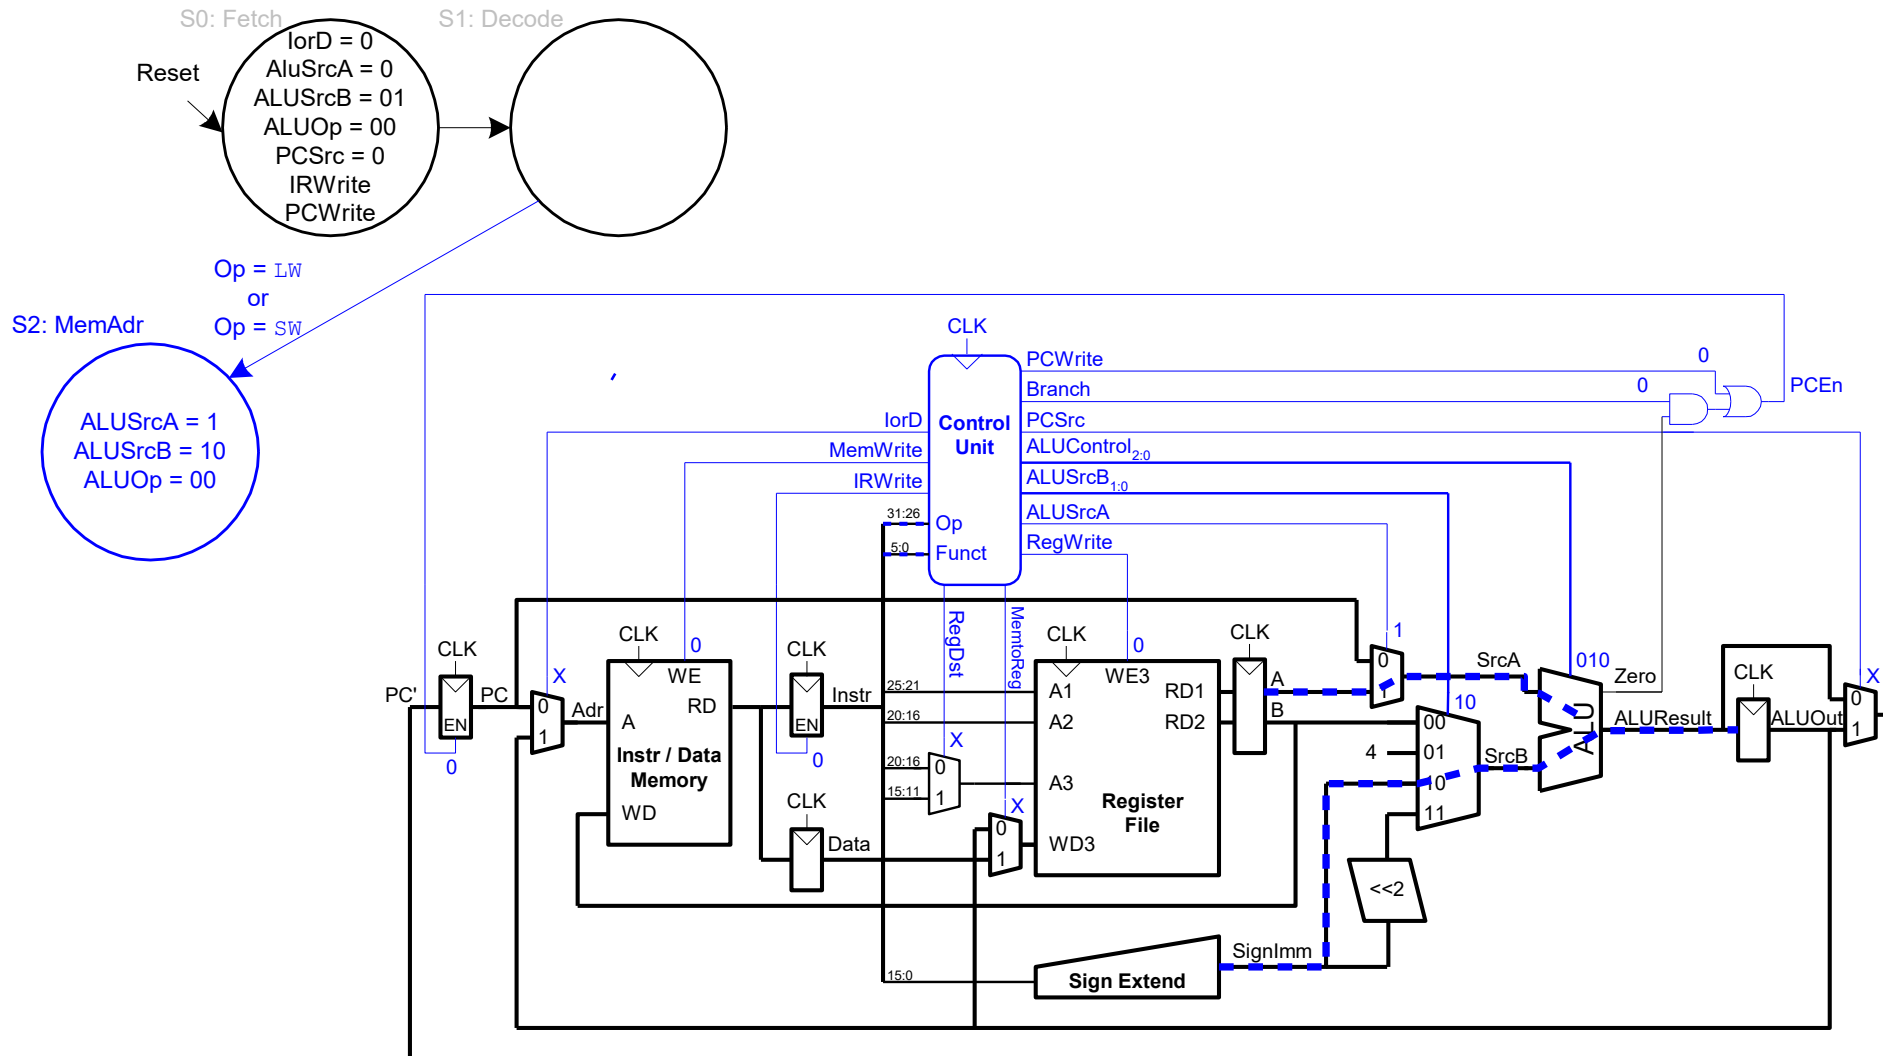 S0: Fetch
S1: Decode
Reset
IorD = 0
AluSrcA = 0
ALUSrcB = 01
ALUOp = 00
PCSrc = 0
IRWrite
PCWrite
Op = LW
or
Op = SW
S2: MemAdr
ALUSrcA = 1
ALUSrcB = 10
ALUOp = 00
CLK
PCWrite
0
Branch
0
PCEn
IorD
Control
Unit
PCSrc
MemWrite
ALUControl2:0
IRWrite
ALUSrcB1:0
31:26
Op
ALUSrcA
5:0
Funct
RegWrite
RegDst
MemtoReg
CLK
CLK
CLK
CLK
CLK
CLK
0
0
1
X
010
10
X
PC'
EN
PC
0
1
Adr
WE
A
RD
Instr / Data
Memory
WD
EN
Instr
0
0
25:21
20:16
20:16
15:11
X
0
1
A1
A2
A3
WD3
WE3
RD1
RD2
Register
File
X
0
1
A
B
0
1
SrcA
00
01
10
11
4
SrcB
ALU
Zero
ALUResult
ALUOut
0
1
CLK
Data
<<2
SignImm
15:0
Sign Extend